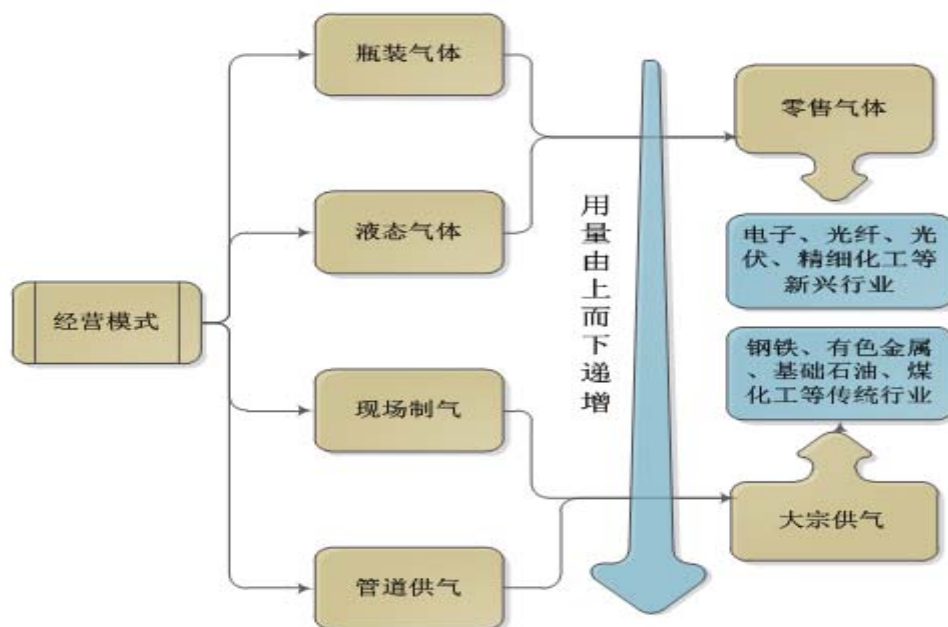 瓶装气体
零售气体
液态气体
用量由上而下递增
电子、光纤、光
伏、精细化工等
新兴行业
经营模式
钢铁、有色金属
、基础石油、煤
化工等传统行业
现场制气
大宗供气
管道供气